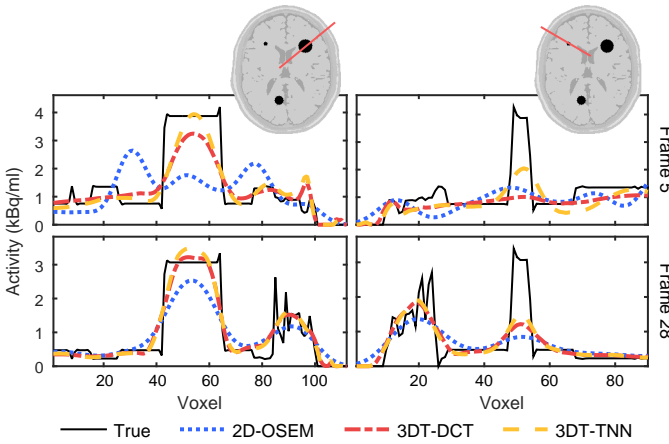 4
3
2
1
0
Frame 5
Activity (kBq/ml)
3
2
1
0
20 40 60 80 100
20 40 60 80
Frame 28
Voxel Voxel
True 2D-OSEM 3DT-DCT 3DT-TNN